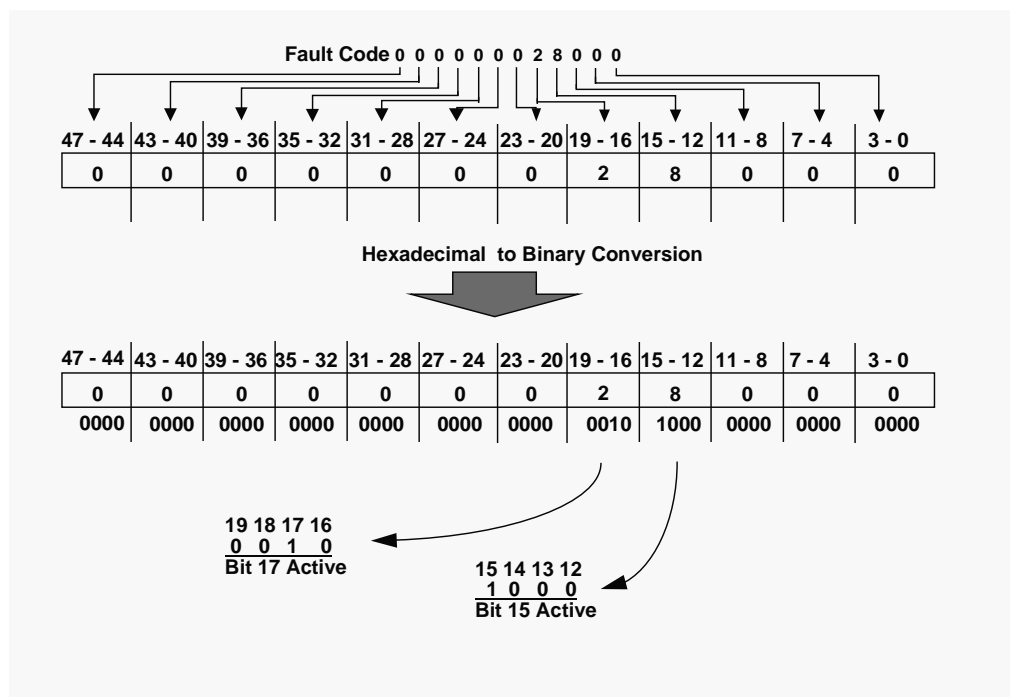 Fault Code 0 0 0 0 0 0 0 2 8 0 0 0
47 - 44 43 - 40 39 - 36 35 - 32 31 - 28 27 - 24 23 - 20 19 - 16 15 - 12 11 - 8 7 - 4 3 - 0
0 0 0 0 0 0 0 2 8 0 0 0
Hexadecimal to Binary Conversion
47 - 44 43 - 40 39 - 36 35 - 32 31 - 28 27 - 24 23 - 20 19 - 16 15 - 12 11 - 8 7 - 4 3 - 0
0 0 0 0 0 0 0 2 8 0 0 0
0000 0000 0000 0000 0000 0000 0000 0010 1000 0000 0000 0000
19 18 17 16
0 0 1 0
Bit 17 Active
15 14 13 12
1 0 0 0
Bit 15 Active